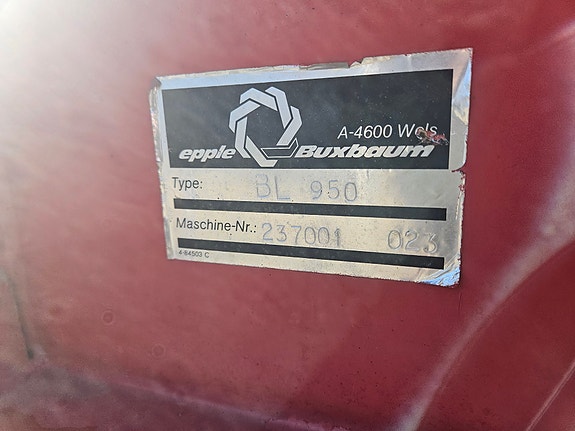 A-4600 Wels
epple Buxbaum
Type: BL 950
Maschine-Nr.: 237001 023
4-84503 C